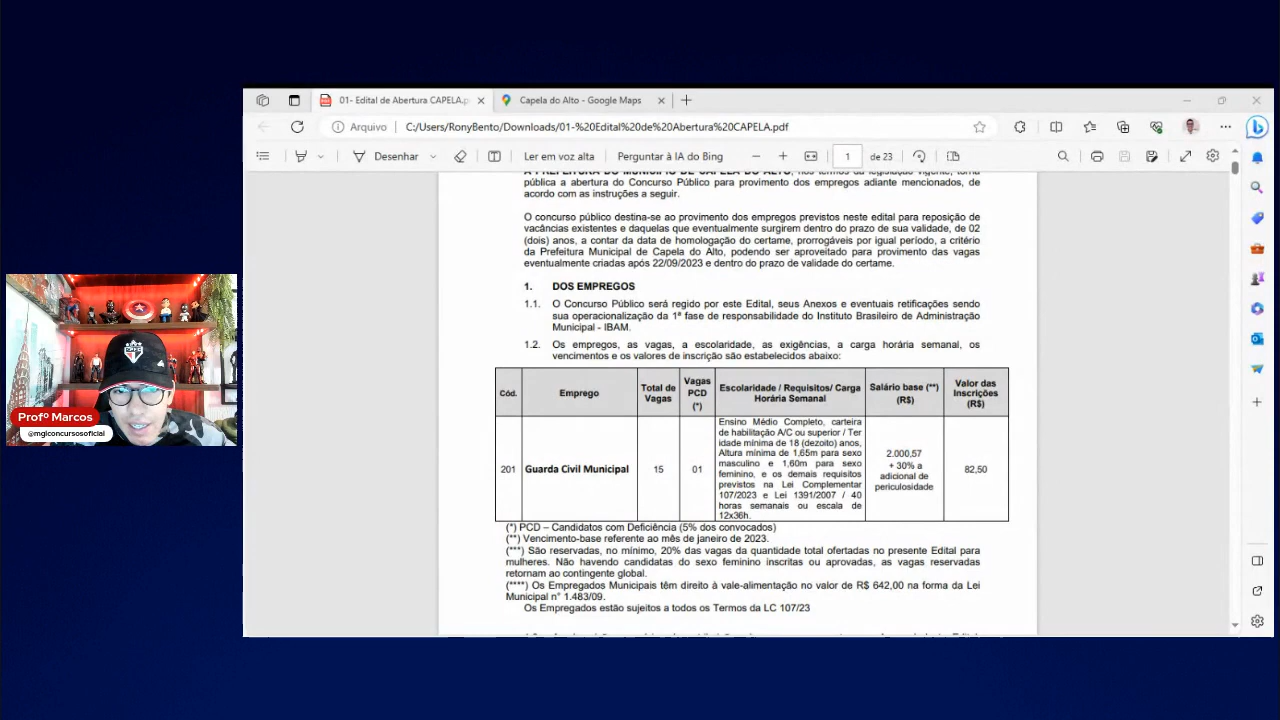 01- Edital de Abertura CAPELA.p
Capela do Alto - Google Maps
Arquivo
C:/Users/RonyBento/Downloads/01-%20Edital%20de%20Abertura%20CAPELA.pdf
Desenhar
Ler em voz alta
Perguntar à IA do Bing
1
de 23
A PREFEITURA DO MUNICÍPIO DE CAPELA DO ALTO, nos termos da legislação vigente, torna
pública a abertura do Concurso Público para provimento dos empregos adiante mencionados, de
acordo com as instruções a seguir.
O concurso público destina-se ao provimento dos empregos previstos neste edital para reposição de
vacâncias existentes e daquelas que eventualmente surgirem dentro do prazo de sua validade, de 02
(dois) anos, a contar da data de homologação do certame, prorrogáveis por igual período, a critério
da Prefeitura Municipal de Capela do Alto, podendo ser aproveitado para provimento das vagas
eventualmente criadas após 22/09/2023 e dentro do prazo de validade do certame.
1. DOS EMPREGOS
1.1. O Concurso Público será regido por este Edital, seus Anexos e eventuais retificações sendo
sua operacionalização da 1ª fase de responsabilidade do Instituto Brasileiro de Administração
Municipal - IBAM.
1.2. Os empregos, as vagas, a escolaridade, as exigências, a carga horária semanal, os
vencimentos e os valores de inscrição são estabelecidos abaixo:
Cód.
Emprego
Total de
Vagas
Vagas
PCD
(*)
Escolaridade / Requisitos/ Carga
Horária Semanal
Salário base (**)
(R$)
Valor das
Inscrições
(R$)
201
Guarda Civil Municipal
15
01
Ensino Médio Completo, carteira
de habilitação A/C ou superior / Ter
idade mínima de 18 (dezoito) anos,
Altura mínima de 1,65m para sexo
masculino e 1,60m para sexo
feminino, e os demais requisitos
previstos na Lei Complementar
107/2023 e Lei 1391/2007 / 40
horas semanais ou escala de
12x36h.
2.000,57
+ 30% a
adicional de
periculosidade
82,50
(*) PCD – Candidatos com Deficiência (5% dos convocados)
(**) Vencimento-base referente ao mês de janeiro de 2023.
(***) São reservadas, no mínimo, 20% das vagas da quantidade total ofertadas no presente Edital para
mulheres. Não havendo candidatas do sexo feminino inscritas ou aprovadas, as vagas reservadas
retornam ao contingente global.
(****) Os Empregados Municipais têm direito à vale-alimentação no valor de R$ 642,00 na forma da Lei
Municipal n° 1.483/09.
Os Empregados estão sujeitos a todos os Termos da LC 107/23
Profº Marcos
@mglconcursosoficial